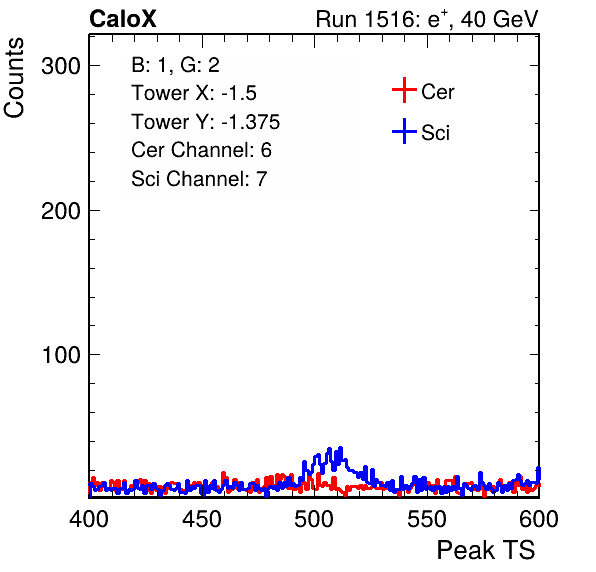 CaloX Run 1516: e⁺, 40 GeV
Counts
300
200
100
B: 1, G: 2
Tower X: -1.5
Tower Y: -1.375
Cer Channel: 6
Sci Channel: 7
Cer
Sci
400 450 500 550 600
Peak TS